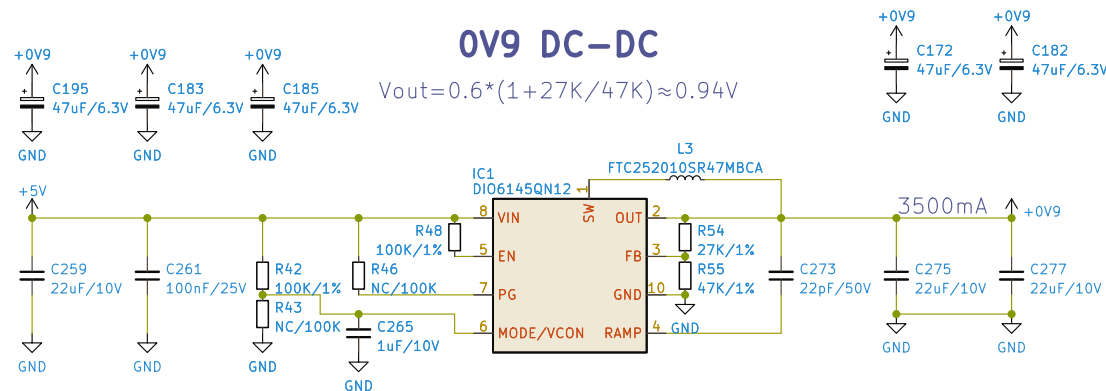 0V9 DC-DC
Vout=0.6*(1+27K/47K)≈0.94V
+0V9
C195
47uF/6.3V
GND
+0V9
C183
47uF/6.3V
GND
+0V9
C185
47uF/6.3V
GND
+0V9
C172
47uF/6.3V
GND
+0V9
C182
47uF/6.3V
GND
L3
FTC252010SR47MBCA
IC1
DIO6145QN12
+5V
8
VIN
5
EN
7
PG
6
MODE/VCON
1
SW
2
OUT
3
FB
10
GND
4
RAMP
C259
22uF/10V
GND
C261
100nF/25V
GND
R42
100K/1%
R43
NC/100K
GND
R46
NC/100K
C265
1uF/10V
GND
R48
100K/1%
R54
27K/1%
R55
47K/1%
GND
C273
22pF/50V
3500mA
+0V9
C275
22uF/10V
GND
C277
22uF/10V
GND